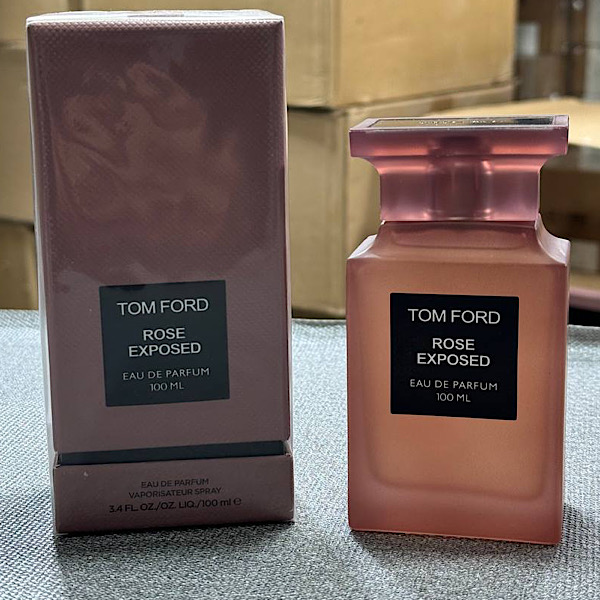 TOM FORD
ROSE
EXPOSED
EAU DE PARFUM
100 ML
EAU DE PARFUM
VAPORISATEUR SPRAY
3.4 FL. OZ./OZ. LIQ./100 ml e
TOM FORD
ROSE
EXPOSED
EAU DE PARFUM
100 ML